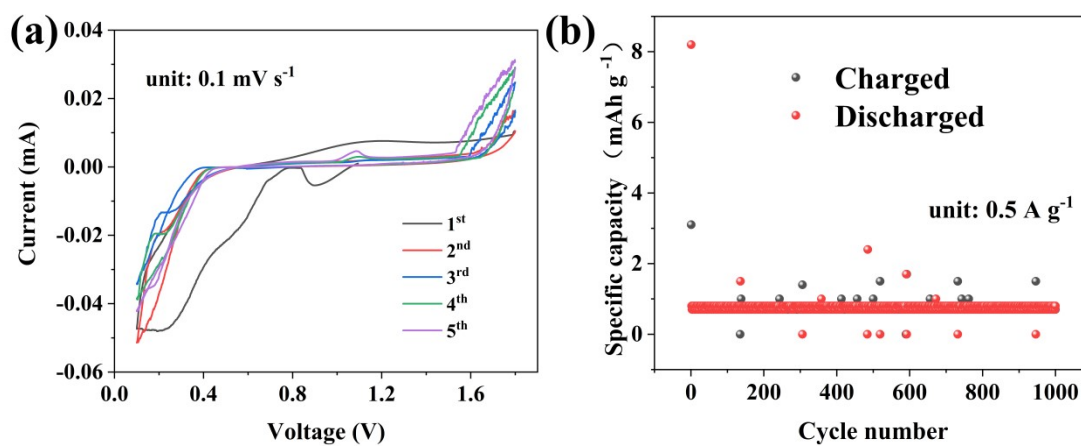 (a)
unit: 0.1 mV s⁻¹
Current (mA)
0.04
0.02
0.00
-0.02
-0.04
-0.06
1ˢᵗ
2ⁿᵈ
3ʳᵈ
4ᵗʰ
5ᵗʰ
0.0 0.4 0.8 1.2 1.6
Voltage (V)
(b)
Specific capacity (mAh g⁻¹)
8
6
4
2
0
Charged
Discharged
unit: 0.5 A g⁻¹
0 200 400 600 800 1000
Cycle number